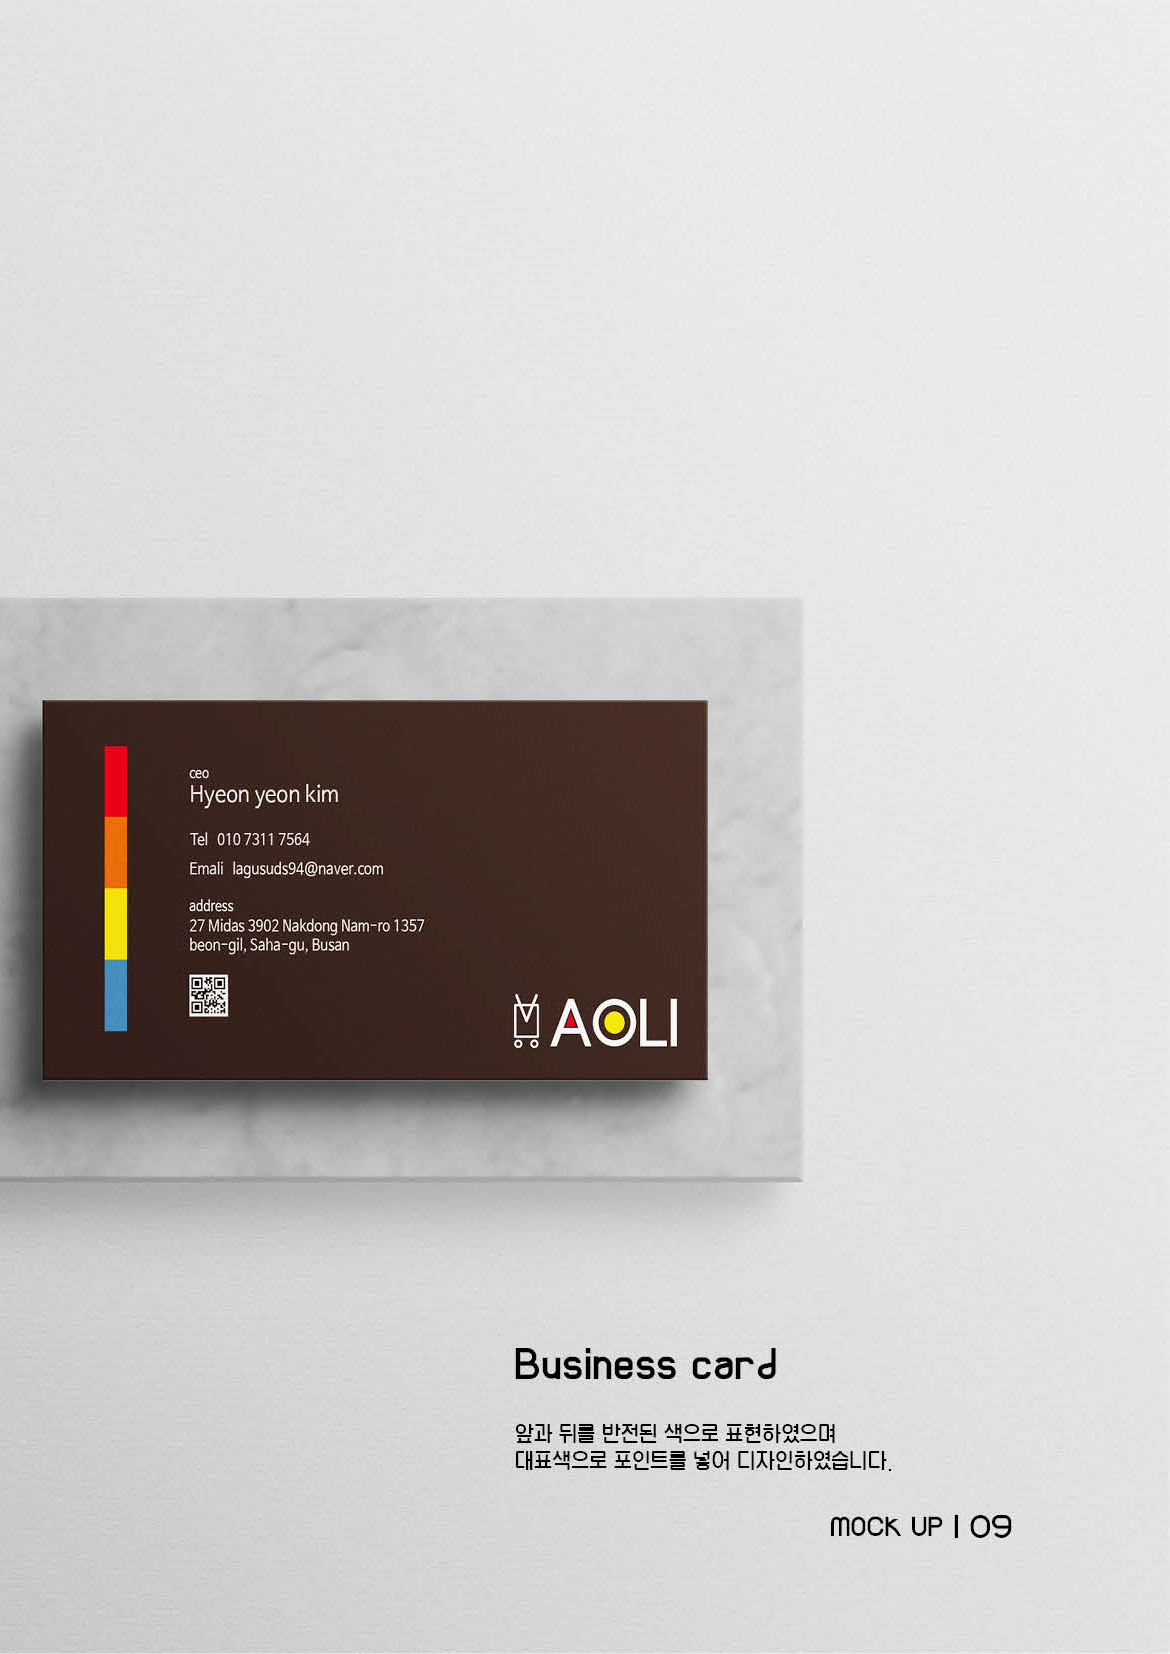 ceo
Hyeon yeon kim
Tel 010 7311 7564
Emali lagusuds94@naver.com
address
27 Midas 3902 Nakdong Nam-ro 1357
beon-gil, Saha-gu, Busan
AOLI
Business card
앞과 뒤를 반전된 색으로 표현하였으며
대표색으로 포인트를 넣어 디자인하였습니다.
MOCK UP | 09